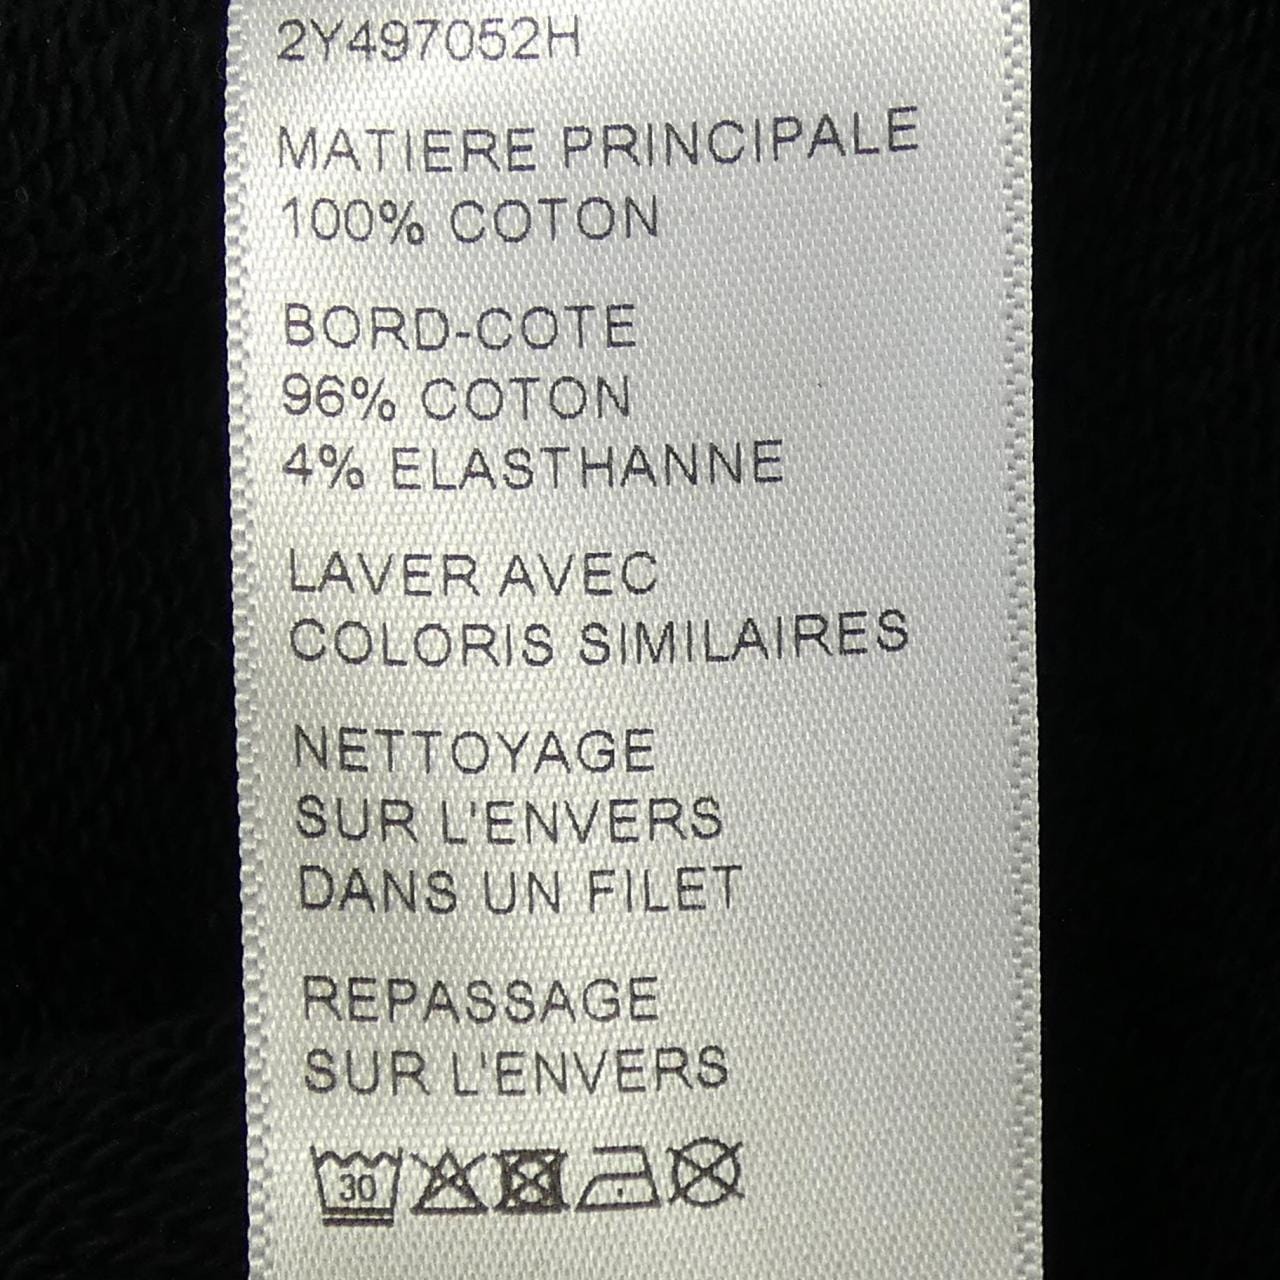 2Y497052H
MATIERE PRINCIPALE
100% COTON
BORD-COTE
96% COTON
4% ELASTHANNE
LAVER AVEC
COLORIS SIMILAIRES
NETTOYAGE
SUR L'ENVERS
DANS UN FILET
REPASSAGE
SUR L'ENVERS
30